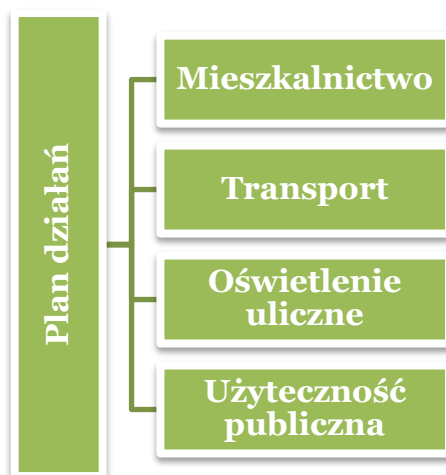 Plan działań
Mieszkalnictwo
Transport
Oświetlenie
uliczne
Użyteczność
publiczna